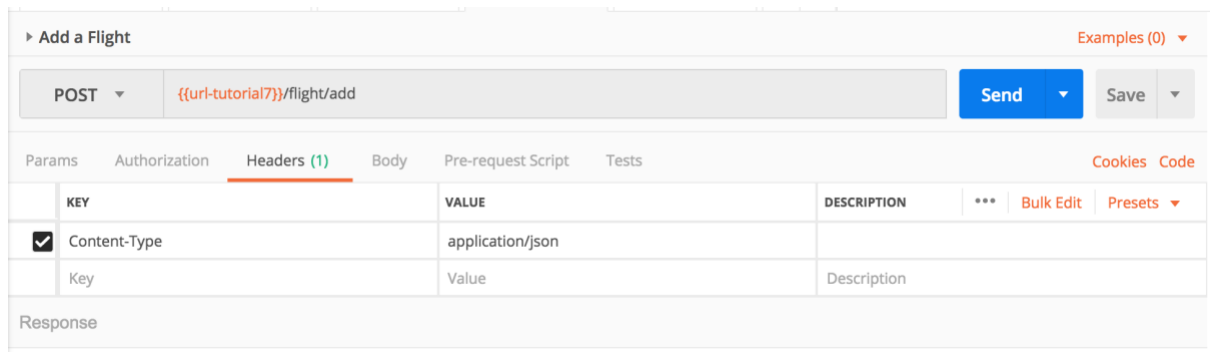 Add a Flight Examples (0)
POST {{url-tutorial7}}/flight/add Send Save
Params Authorization Headers (1) Body Pre-request Script Tests Cookies Code
KEY VALUE DESCRIPTION ••• Bulk Edit Presets
Content-Type application/json
Key Value Description
Response